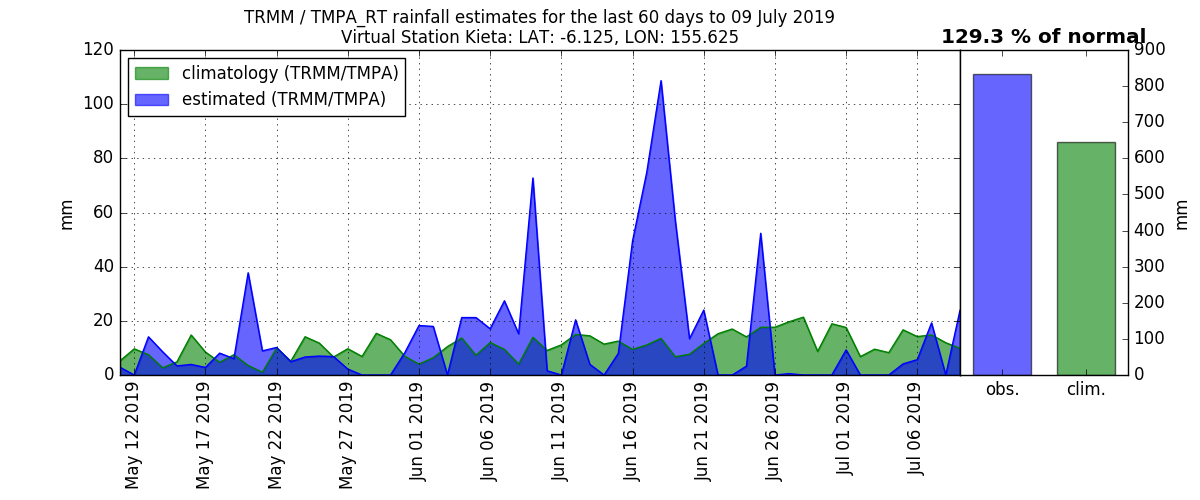 TRMM / TMPA_RT rainfall estimates for the last 60 days to 09 July 2019
Virtual Station Kieta: LAT: -6.125, LON: 155.625
129.3 % of normal
climatology (TRMM/TMPA)
estimated (TRMM/TMPA)
120
100
80
60
40
20
0
mm
May 12 2019
May 17 2019
May 22 2019
May 27 2019
Jun 01 2019
Jun 06 2019
Jun 11 2019
Jun 16 2019
Jun 21 2019
Jun 26 2019
Jul 01 2019
Jul 06 2019
900
800
700
600
500
400
300
200
100
0
mm
obs.
clim.